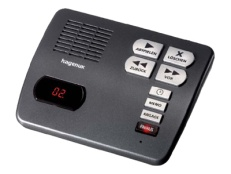 ABSPIELEN
X
LÖSCHEN
hagenuk
ZURÜCK
VOR
02
MEMO
ANSAGE